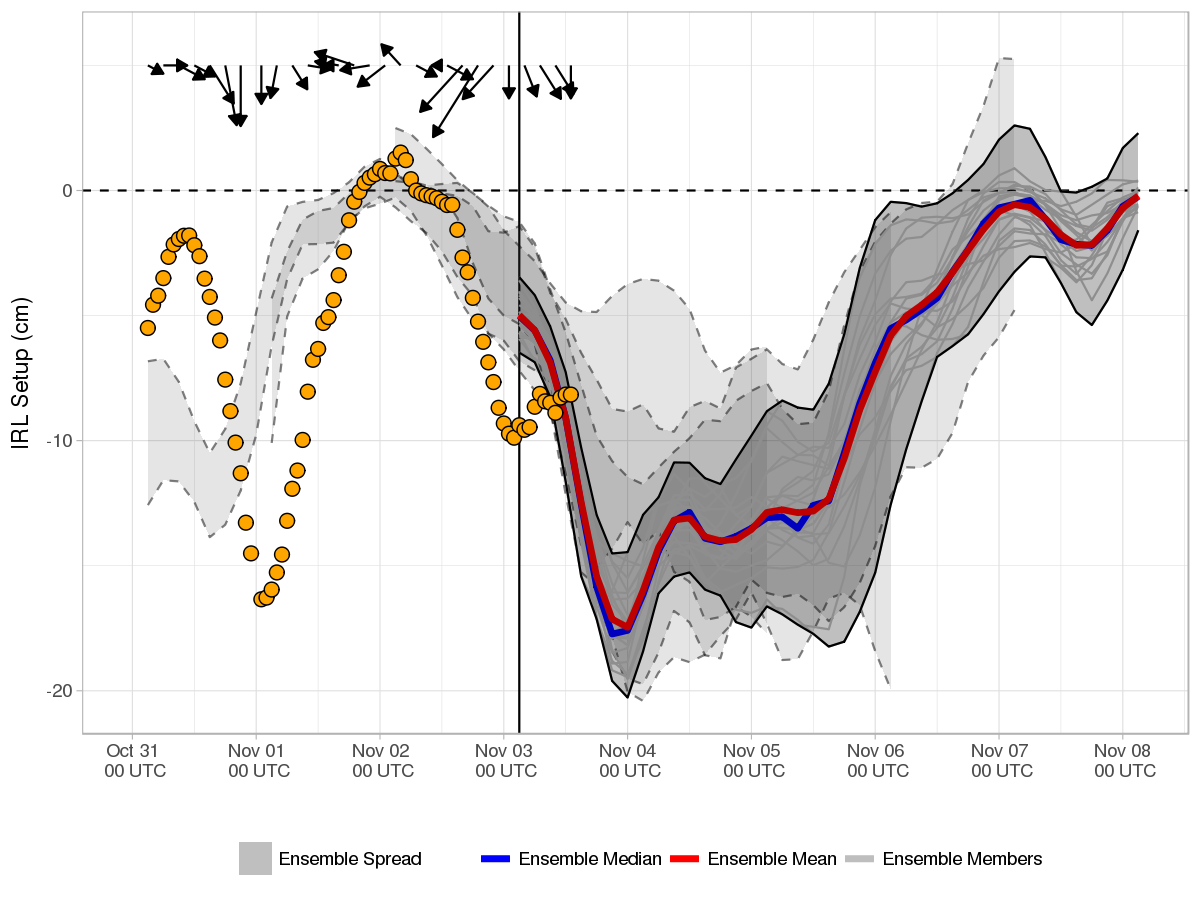 IRL Setup (cm)
0
-10
-20
Oct 31 Nov 01 Nov 02 Nov 03 Nov 04 Nov 05 Nov 06 Nov 07 Nov 08
00 UTC 00 UTC 00 UTC 00 UTC 00 UTC 00 UTC 00 UTC 00 UTC 00 UTC
Ensemble Spread Ensemble Median Ensemble Mean Ensemble Members